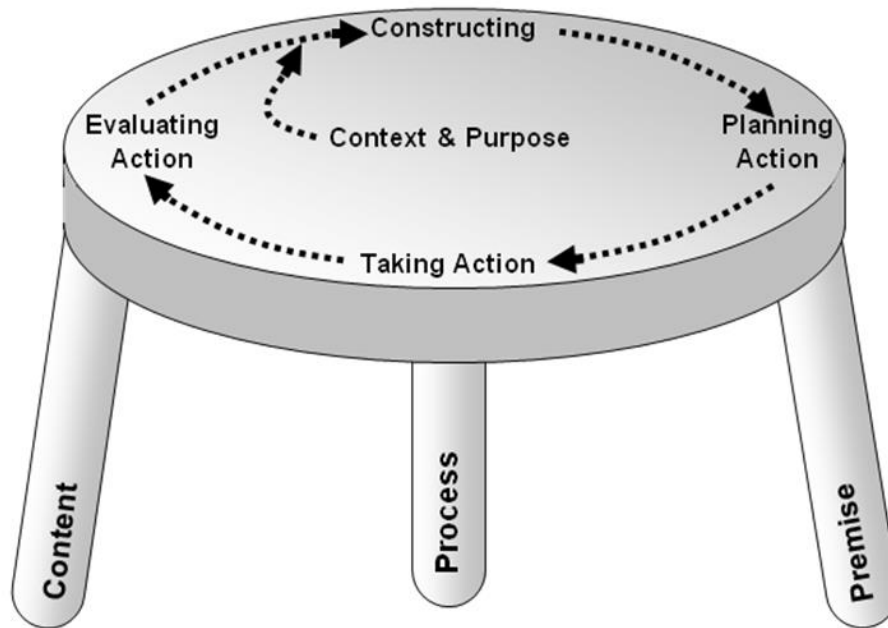 Constructing
Evaluating
Action
Context & Purpose
Planning
Action
Taking Action
Content
Process
Premise